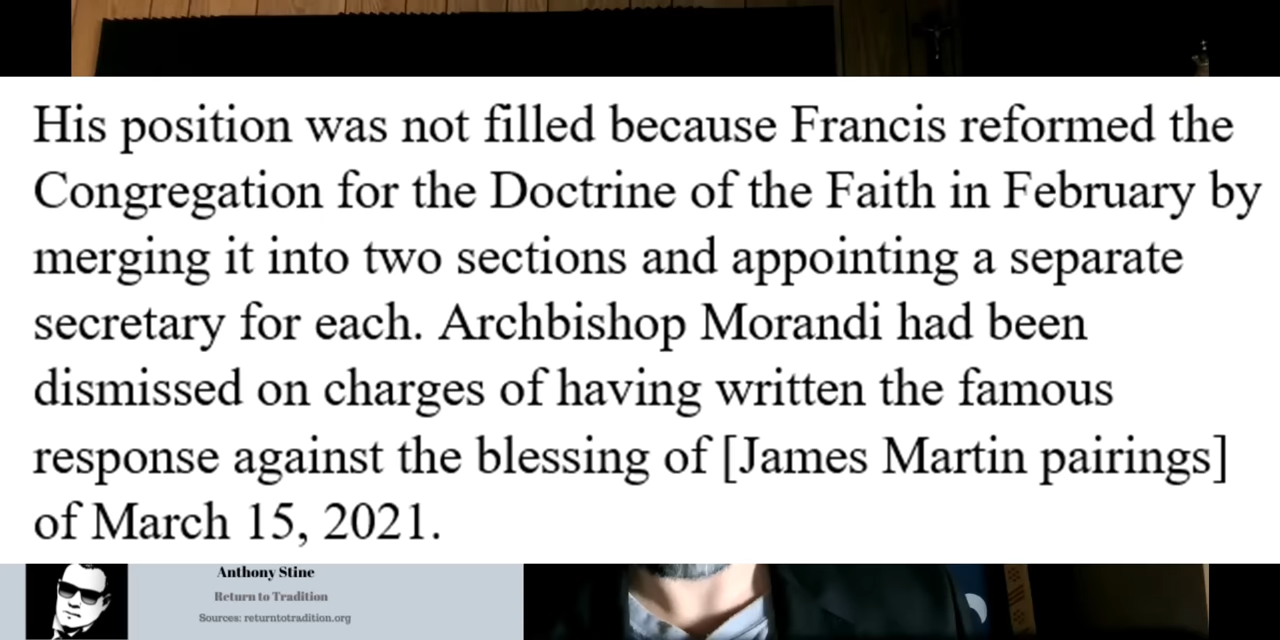 His position was not filled because Francis reformed the
Congregation for the Doctrine of the Faith in February by
merging it into two sections and appointing a separate
secretary for each. Archbishop Morandi had been
dismissed on charges of having written the famous
response against the blessing of [James Martin pairings]
of March 15, 2021.
Anthony Stine
Return to Tradition
Sources: returntotradition.org